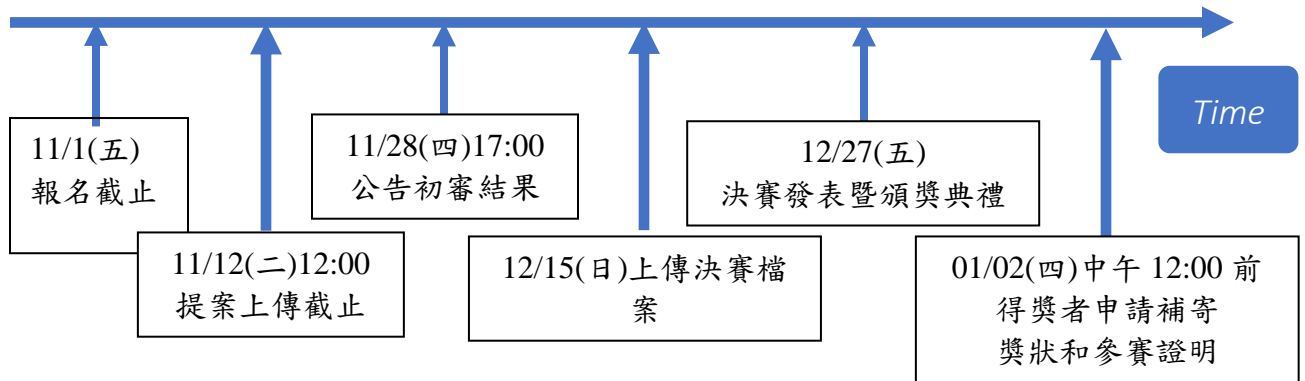 Time
11/1(五)
報名截止
11/12(二)12:00
提案上傳截止
11/28(四)17:00
公告初審結果
12/15(日)上傳決賽檔
案
12/27(五)
決賽發表暨頒獎典禮
01/02(四)中午 12:00 前
得獎者申請補寄
獎狀和參賽證明